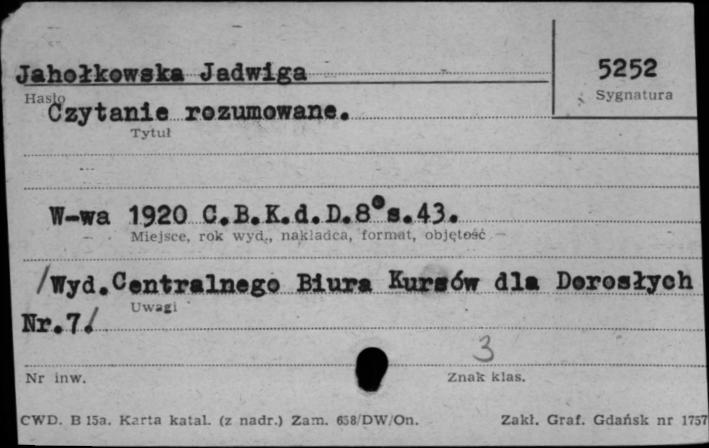 Jahołkowska Jadwiga
5252
Hasło
Sygnatura
Czytanie rozumowane.
Tytuł
W-wa 1920 C.B.K.d.D.8° s.43.
Miejsce, rok wyd., nakładca, format, objętość
/Wyd.Centralnego Biura Kursów dla Dorosłych
Uwagi
Nr.7/
3
Nr inw.
Znak klas.
CWD. B 15a. Karta katal. (z nadr.) Zam. 658/DW/On.
Zakł. Graf. Gdańsk nr 1757